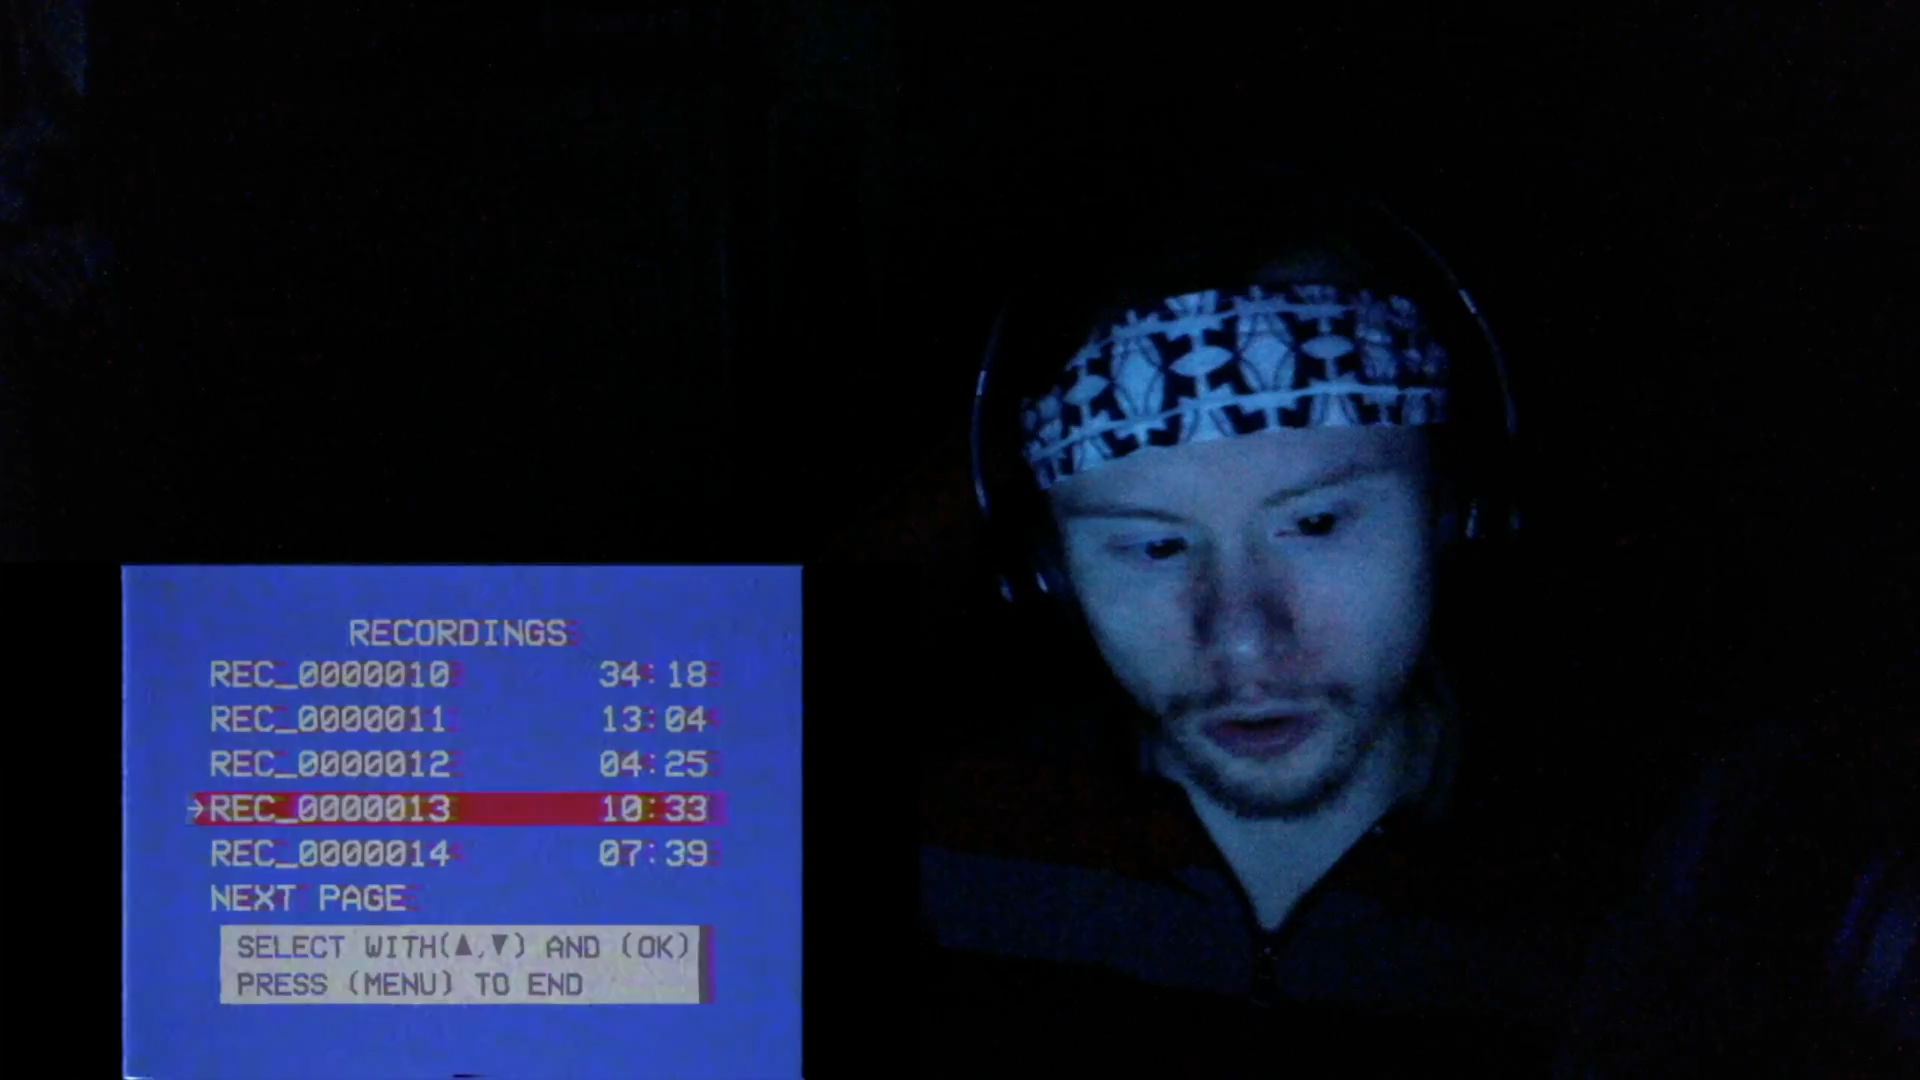 RECORDINGS
REC_0000010 34:18
REC_0000011 13:04
REC_0000012 04:25
→REC_0000013 10:33
REC_0000014 07:39
NEXT PAGE
SELECT WITH(▲,▼) AND (OK)
PRESS (MENU) TO END